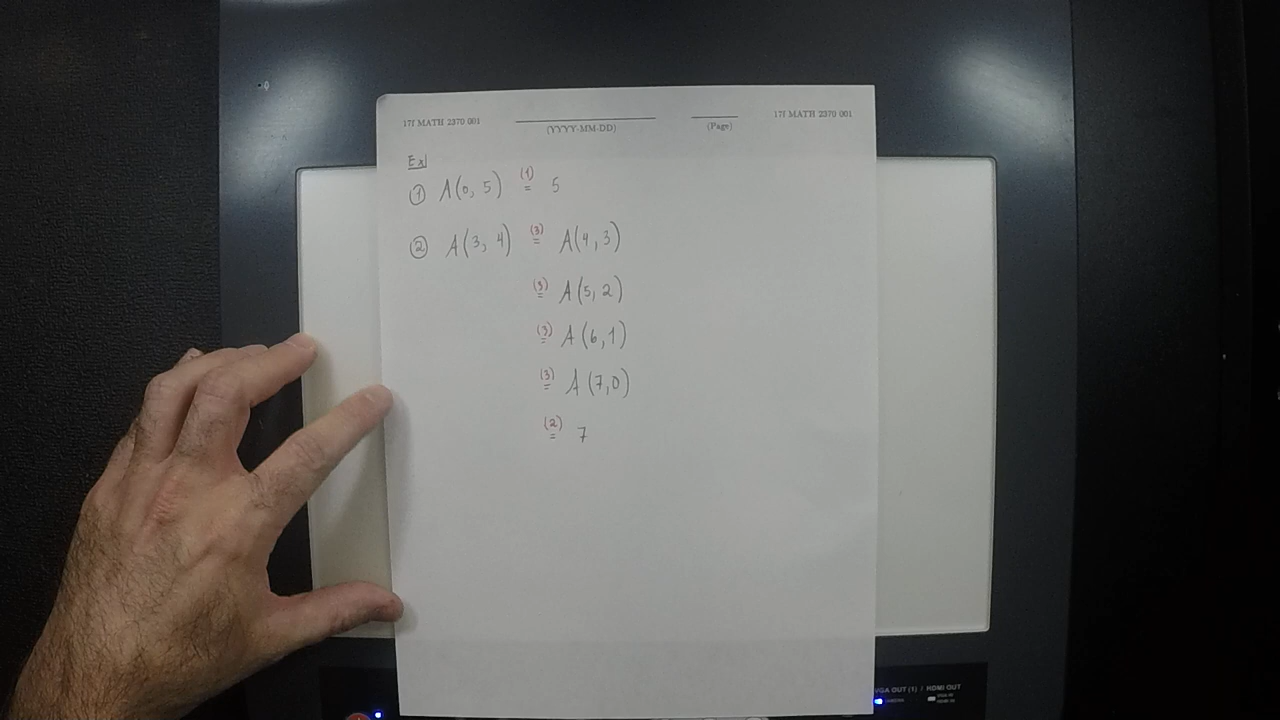 17f MATH 2370 001 (YYYY-MM-DD) (Page) 17f MATH 2370 001
Ex
① A(0, 5) (1)= 5
② A(3, 4) (3)= A(4, 3)
(3)= A(5, 2)
(3)= A(6, 1)
(3)= A(7, 0)
(2)= 7
VGA OUT (1) / HDMI OUT